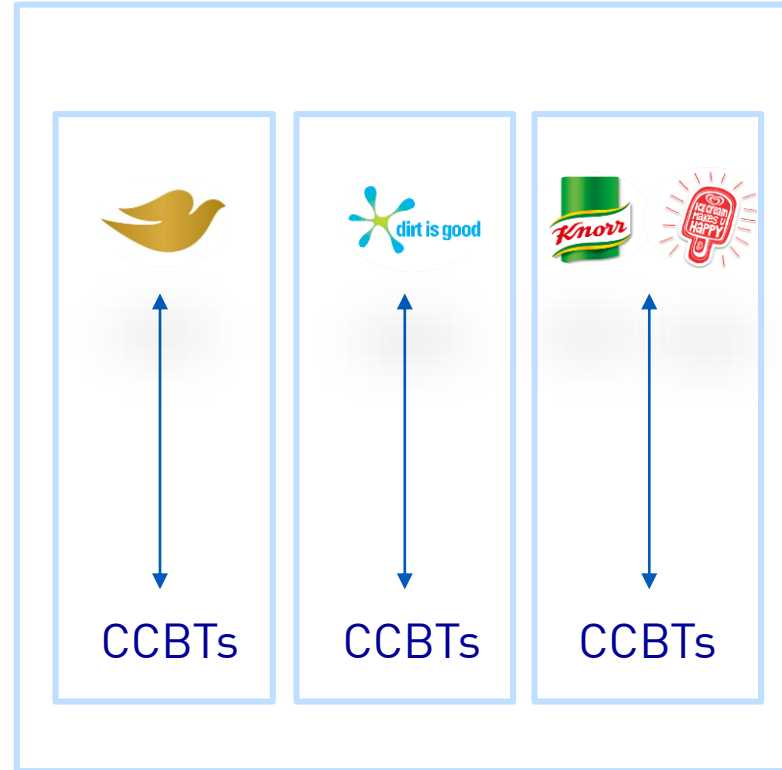 dirt is good
Knorr
ice cream
MAKES U
HAPPY
CCBTs
CCBTs
CCBTs